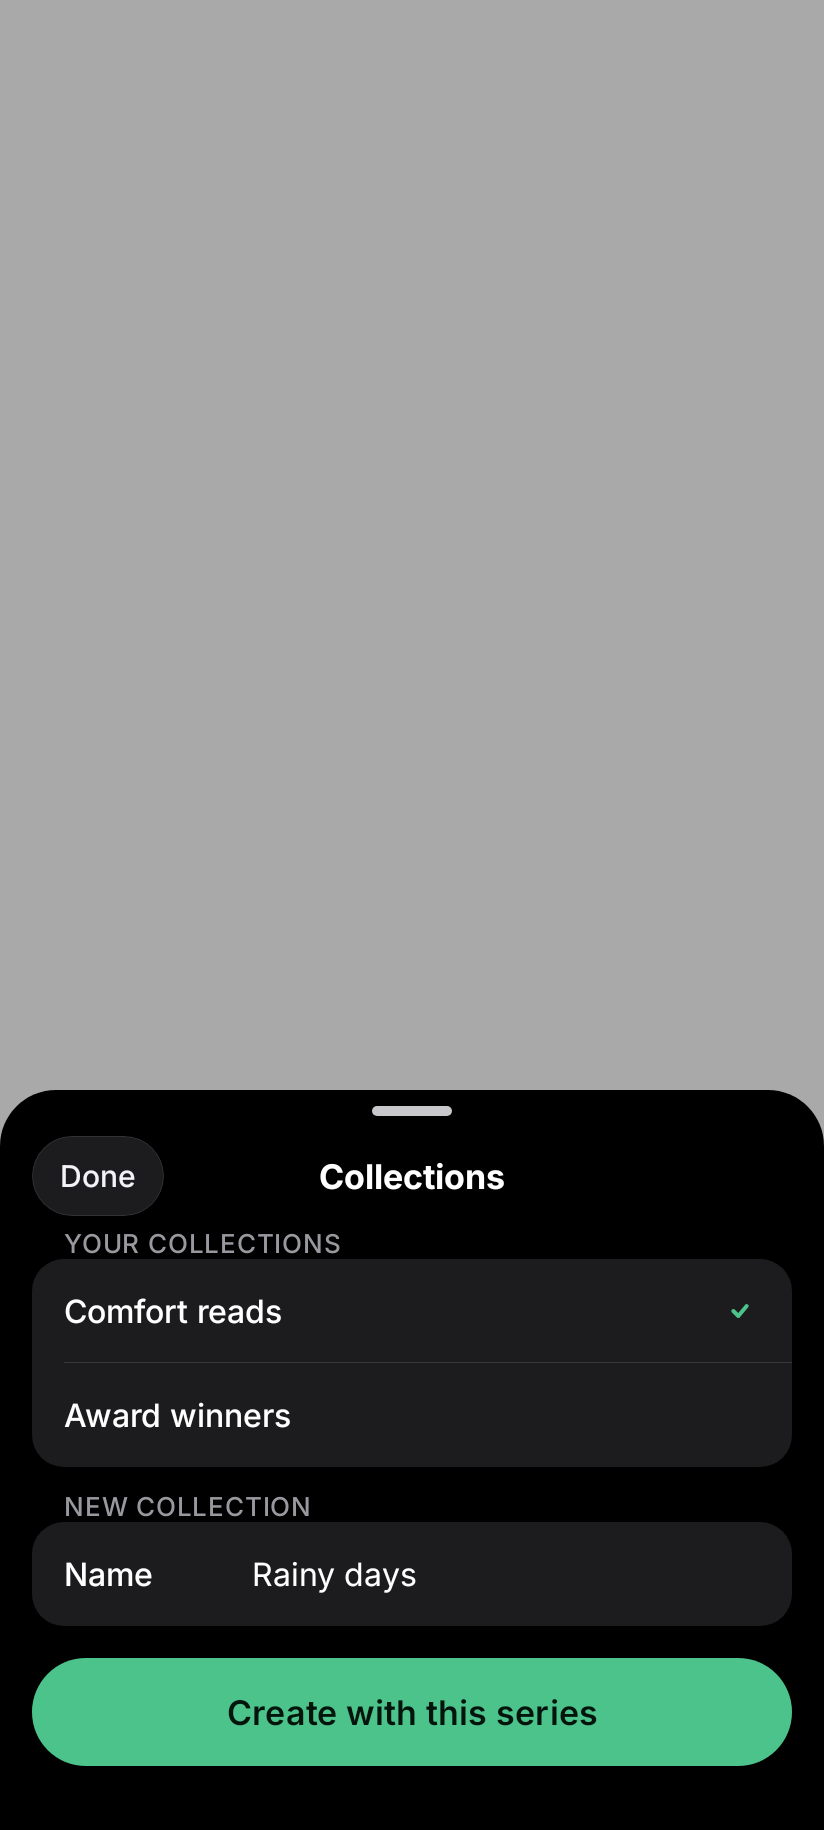 Done
Collections
YOUR COLLECTIONS
Comfort reads
Award winners
NEW COLLECTION
Name Rainy days
Create with this series